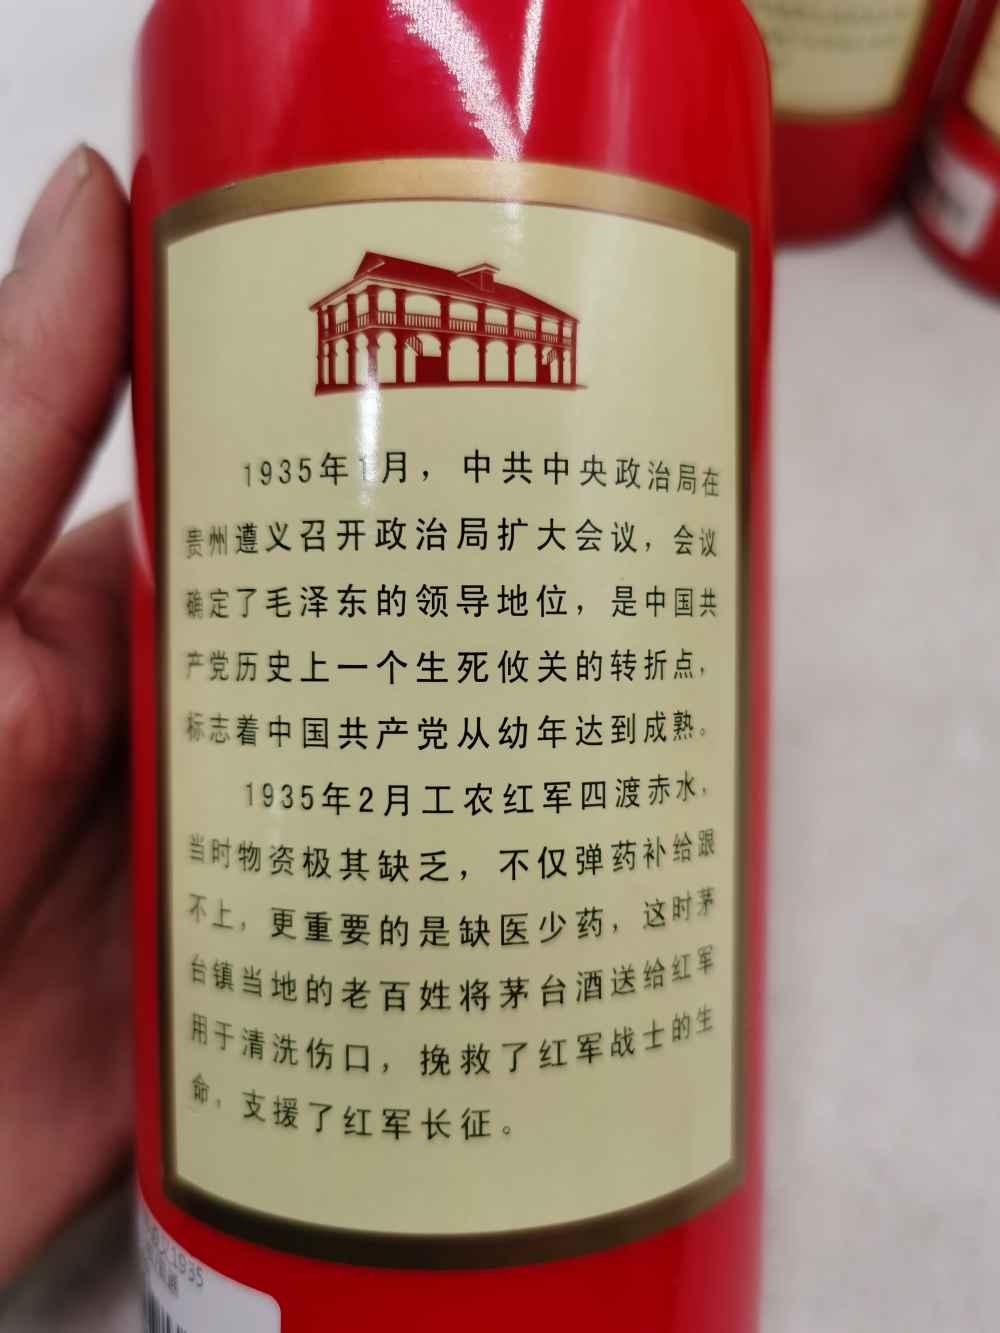 1935年1月，中共中央政治局在
贵州遵义召开政治局扩大会议，会议
确定了毛泽东的领导地位，是中国共
产党历史上一个生死攸关的转折点，
标志着中国共产党从幼年达到成熟。
1935年2月工农红军四渡赤水，
当时物资极其缺乏，不仅弹药补给跟
不上，更重要的是缺医少药，这时茅
台镇当地的老百姓将茅台酒送给红军
用于清洗伤口，挽救了红军战士的生
命，支援了红军长征。
1935